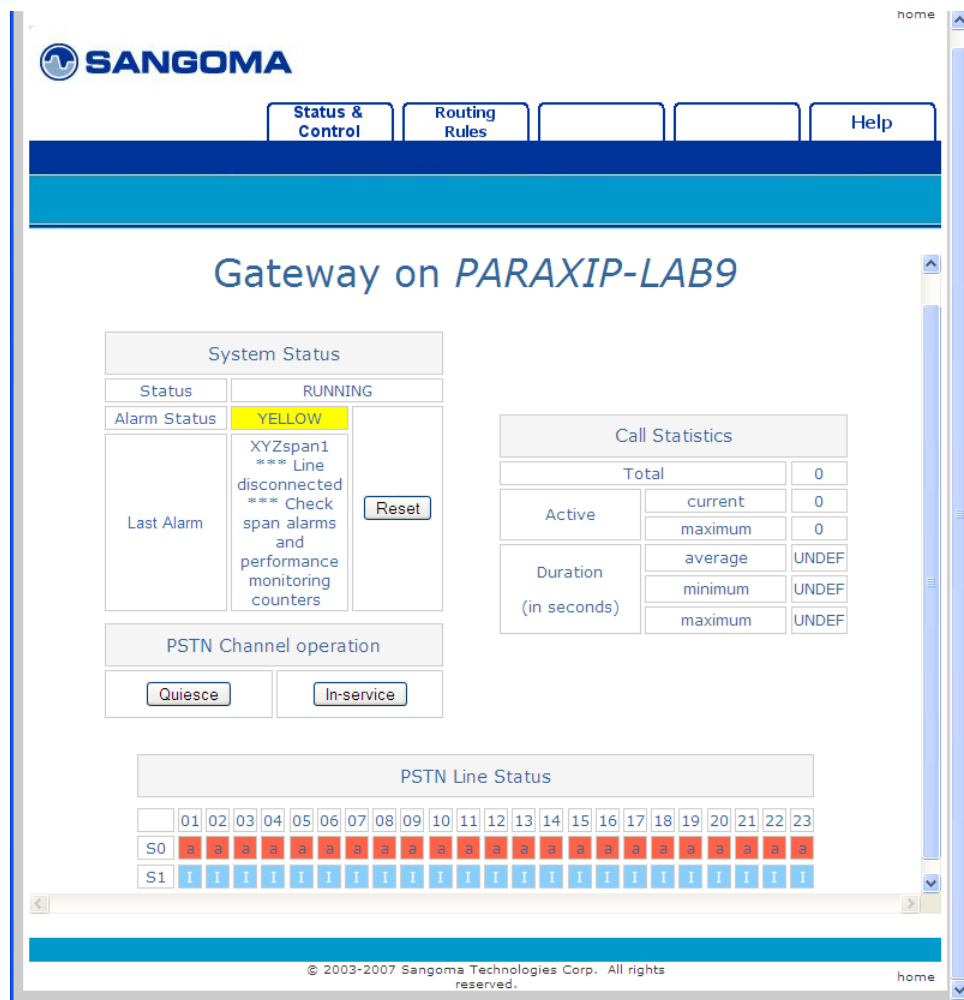 home
SANGOMA
Status &
Control
Routing
Rules
Help
Gateway on PARAXIP-LAB9
System Status
Status RUNNING
Alarm Status YELLOW
Last Alarm
XYZspan1
*** Line
disconnected
*** Check
span alarms
and
performance
monitoring
counters
Reset
PSTN Channel operation
Quiesce In-service
Call Statistics
Total 0
Active
current 0
maximum 0
Duration
(in seconds)
average UNDEF
minimum UNDEF
maximum UNDEF
PSTN Line Status
01 02 03 04 05 06 07 08 09 10 11 12 13 14 15 16 17 18 19 20 21 22 23
S0 a a a a a a a a a a a a a a a a a a a a a a a
S1 I I I I I I I I I I I I I I I I I I I I I I I
© 2003-2007 Sangoma Technologies Corp. All rights
reserved.
home